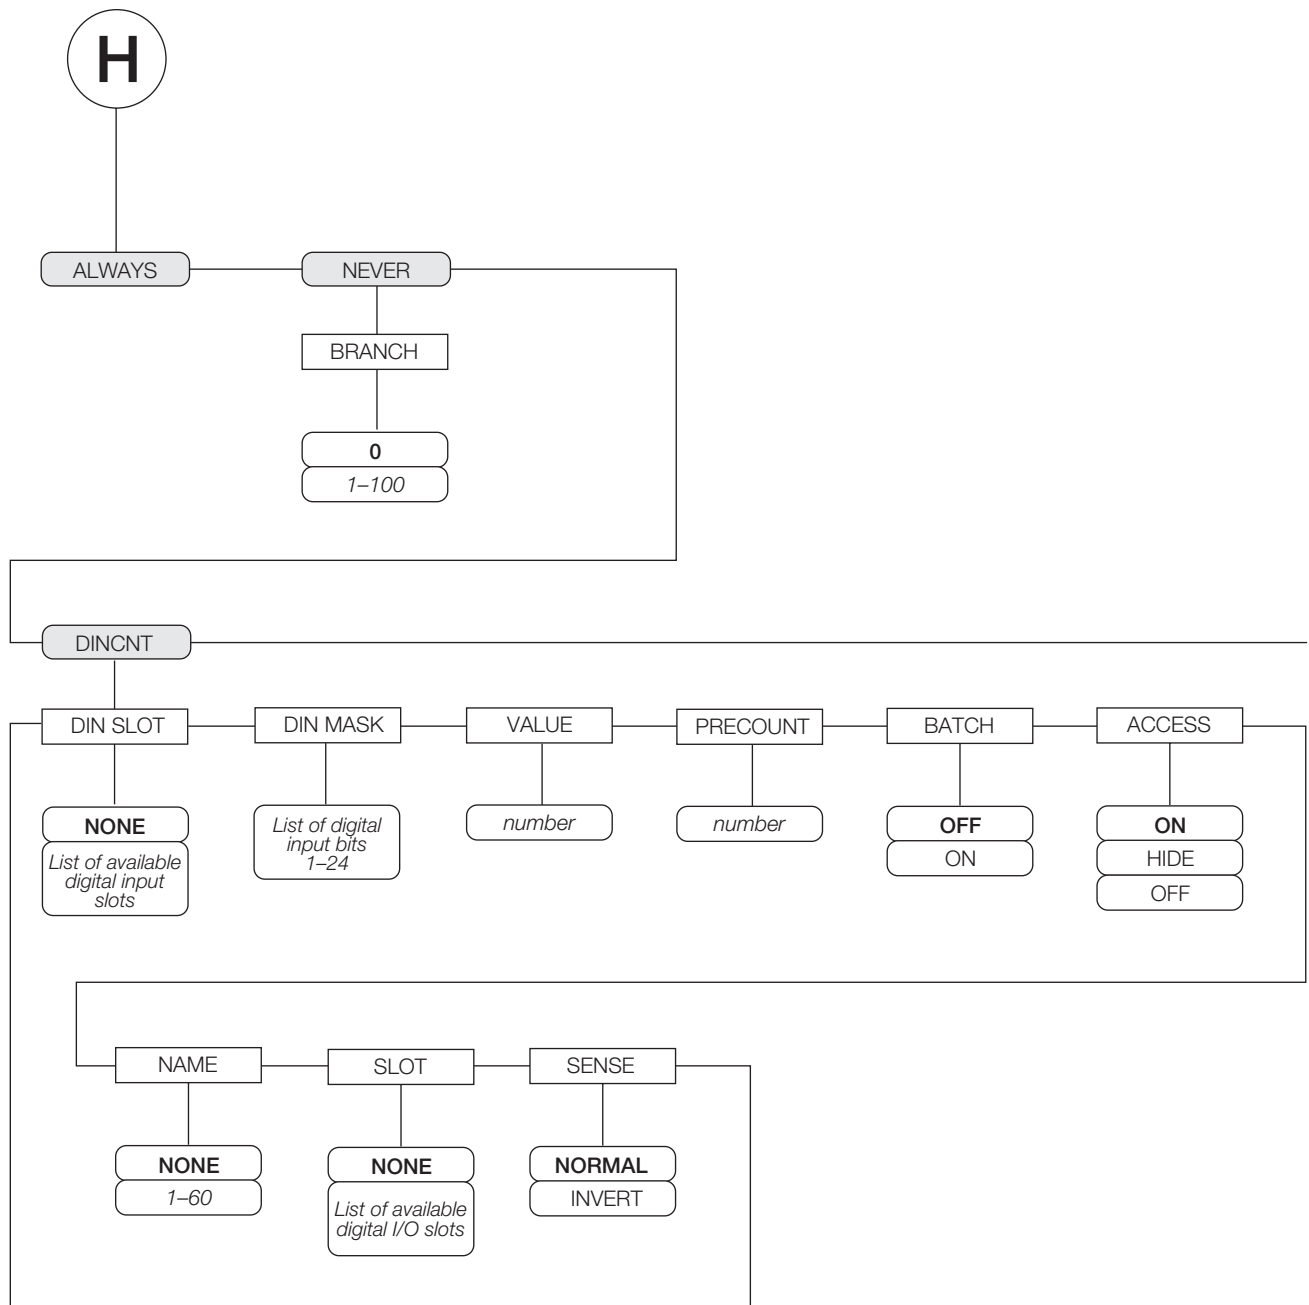 H
ALWAYS
NEVER
BRANCH
0
1–100
DINCNT
DIN SLOT
DIN MASK
VALUE
PRECOUNT
BATCH
ACCESS
NONE
List of available
digital input
slots
List of digital
input bits
1–24
number
number
OFF
ON
ON
HIDE
OFF
NAME
SLOT
SENSE
NONE
1–60
NONE
List of available
digital I/O slots
NORMAL
INVERT